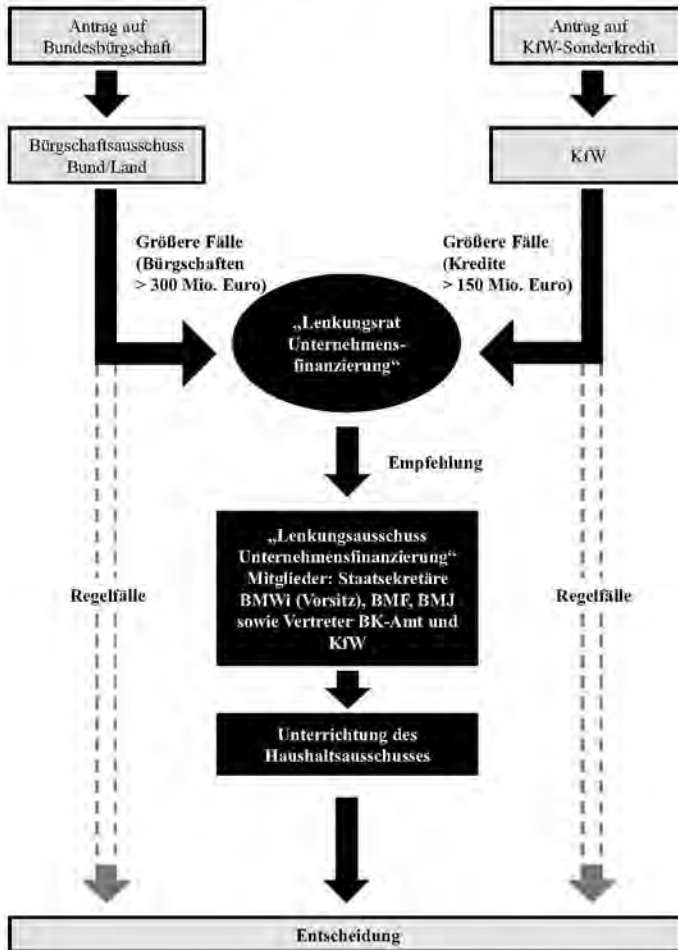 Antrag auf
Bundesbürgschaft
Antrag auf
KfW-Sonderkredit
Bürgschaftsausschuss
Bund/Land
KfW
Größere Fälle
(Bürgschaften
> 300 Mio. Euro)
Größere Fälle
(Kredite
> 150 Mio. Euro)
„Lenkungsrat
Unternehmens-
finanzierung“
Empfehlung
„Lenkungsausschuss
Unternehmensfinanzierung“
Mitglieder: Staatsekretäre
BMWi (Vorsitz), BMF, BMJ
sowie Vertreter BK-Amt und
KfW
Regelfälle
Regelfälle
Unterrichtung des
Haushaltsausschusses
Entscheidung